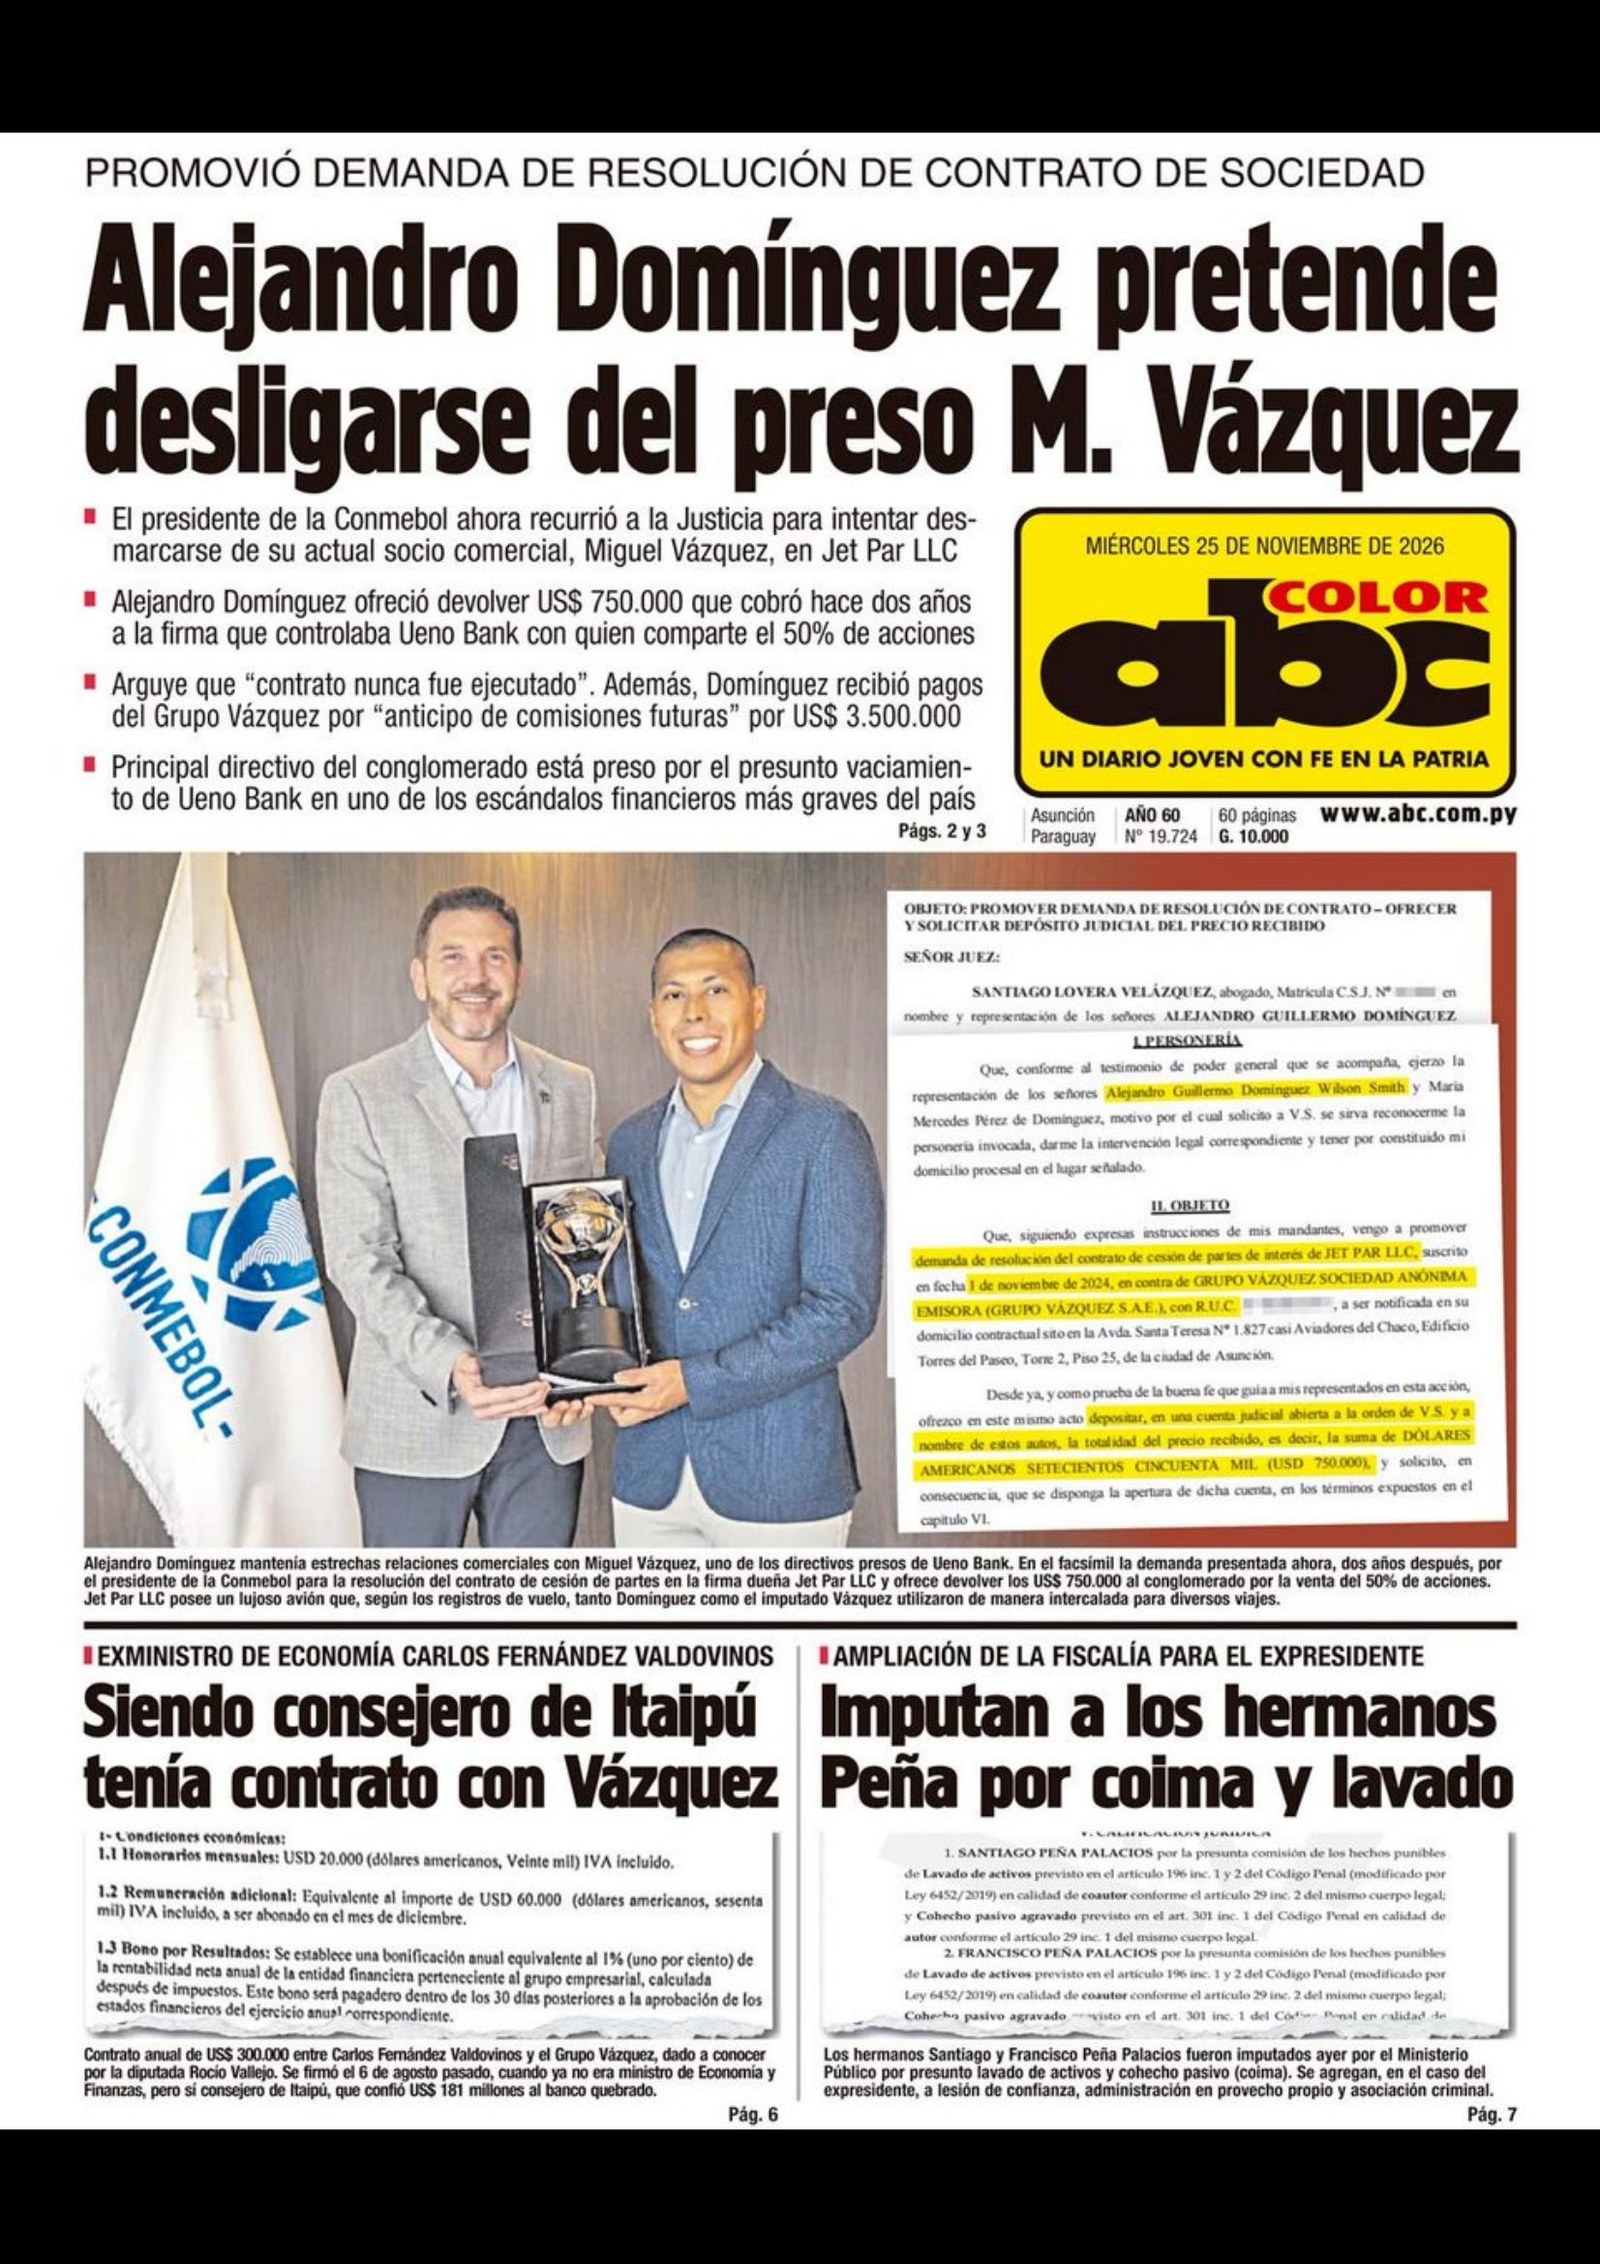 PROMOVIÓ DEMANDA DE RESOLUCIÓN DE CONTRATO DE SOCIEDAD
Alejandro Domínguez pretende
desligarse del preso M. Vázquez
El presidente de la Conmebol ahora recurrió a la Justicia para intentar des-
marcarse de su actual socio comercial, Miguel Vázquez, en Jet Par LLC
Alejandro Domínguez ofreció devolver US$ 750.000 que cobró hace dos años
a la firma que controlaba Ueno Bank con quien comparte el 50% de acciones
Arguye que “contrato nunca fue ejecutado”. Además, Domínguez recibió pagos
del Grupo Vázquez por “anticipo de comisiones futuras” por US$ 3.500.000
Principal directivo del conglomerado está preso por el presunto vaciamien-
to de Ueno Bank en uno de los escándalos financieros más graves del país
Págs. 2 y 3
MIÉRCOLES 25 DE NOVIEMBRE DE 2026
abc COLOR
UN DIARIO JOVEN CON FE EN LA PATRIA
Asunción
Paraguay
AÑO 60
N° 19.724
60 páginas
G. 10.000
www.abc.com.py
CONMEBOL
OBJETO: PROMOVER DEMANDA DE RESOLUCIÓN DE CONTRATO – OFRECER
Y SOLICITAR DEPÓSITO JUDICIAL DEL PRECIO RECIBIDO
SEÑOR JUEZ:
SANTIAGO LOVERA VELÁZQUEZ, abogado, Matrícula C.S.J. N° en
nombre y representación de los señores ALEJANDRO GUILLERMO DOMÍNGUEZ
I. PERSONERÍA
Que, conforme al testimonio de poder general que se acompaña, ejerzo la
representación de los señores Alejandro Guillermo Domínguez Wilson Smith y María
Mercedes Pérez de Domínguez, motivo por el cual solicito a V.S. se sirva reconocerme la
personería invocada, darme la intervención legal correspondiente y tener por constituido mi
domicilio procesal en el lugar señalado.
II. OBJETO
Que, siguiendo expresas instrucciones de mis mandantes, vengo a promover
demanda de resolución del contrato de cesión de partes de interés de JET PAR LLC, suscrito
en fecha 1 de noviembre de 2024, en contra de GRUPO VÁZQUEZ SOCIEDAD ANÓNIMA
EMISORA (GRUPO VÁZQUEZ S.A.E.), con R.U.C. , a ser notificada en su
domicilio contractual sito en la Avda. Santa Teresa N° 1.827 casi Aviadores del Chaco, Edificio
Torres del Paseo, Torre 2, Piso 25, de la ciudad de Asunción.
Desde ya, y como prueba de la buena fe que guía a mis representados en esta acción,
ofrezco en este mismo acto depositar, en una cuenta judicial abierta a la orden de V.S. y a
nombre de estos autos, la totalidad del precio recibido, es decir, la suma de DÓLARES
AMERICANOS SETECIENTOS CINCUENTA MIL (USD 750.000), y solicito, en
consecuencia, que se disponga la apertura de dicha cuenta, en los términos expuestos en el
capítulo VI.
Alejandro Domínguez mantenía estrechas relaciones comerciales con Miguel Vázquez, uno de los directivos presos de Ueno Bank. En el facsímil la demanda presentada ahora, dos años después, por
el presidente de la Conmebol para la resolución del contrato de cesión de partes en la firma dueña Jet Par LLC y ofrece devolver los US$ 750.000 al conglomerado por la venta del 50% de acciones.
Jet Par LLC posee un lujoso avión que, según los registros de vuelo, tanto Domínguez como el imputado Vázquez utilizaron de manera intercalada para diversos viajes.
EXMINISTRO DE ECONOMÍA CARLOS FERNÁNDEZ VALDOVINOS
Siendo consejero de Itaipú
tenía contrato con Vázquez
1- Condiciones económicas:
1.1 Honorarios mensuales: USD 20.000 (dólares americanos, Veinte mil) IVA incluido.
1.2 Remuneración adicional: Equivalente al importe de USD 60.000 (dólares americanos, sesenta
mil) IVA incluido, a ser abonado en el mes de diciembre.
1.3 Bono por Resultados: Se establece una bonificación anual equivalente al 1% (uno por ciento) de
la rentabilidad neta anual de la entidad financiera perteneciente al grupo empresarial, calculada
después de impuestos. Este bono será pagadero dentro de los 30 días posteriores a la aprobación de los
estados financieros del ejercicio anual correspondiente.
Contrato anual de US$ 300.000 entre Carlos Fernández Valdovinos y el Grupo Vázquez, dado a conocer
por la diputada Rocío Vallejo. Se firmó el 6 de agosto pasado, cuando ya no era ministro de Economía y
Finanzas, pero sí consejero de Itaipú, que confió US$ 181 millones al banco quebrado.
Pág. 6
AMPLIACIÓN DE LA FISCALÍA PARA EL EXPRESIDENTE
Imputan a los hermanos
Peña por coima y lavado
V. CALIFICACIÓN JURÍDICA
1. SANTIAGO PEÑA PALACIOS por la presunta comisión de los hechos punibles
de Lavado de activos previsto en el artículo 196 inc. 1 y 2 del Código Penal (modificado por
Ley 6452/2019) en calidad de coautor conforme el artículo 29 inc. 2 del mismo cuerpo legal;
y Cohecho pasivo agravado previsto en el art. 301 inc. 1 del Código Penal en calidad de
autor conforme el artículo 29 inc. 1 del mismo cuerpo legal.
2. FRANCISCO PEÑA PALACIOS por la presunta comisión de los hechos punibles
de Lavado de activos previsto en el artículo 196 inc. 1 y 2 del Código Penal (modificado por
Ley 6452/2019) en calidad de coautor conforme el artículo 29 inc. 2 del mismo cuerpo legal;
Cohecho pasivo agravado previsto en el art. 301 inc. 1 del Código Penal en calidad de
Los hermanos Santiago y Francisco Peña Palacios fueron imputados ayer por el Ministerio
Público por presunto lavado de activos y cohecho pasivo (coima). Se agregan, en el caso del
expresidente, a lesión de confianza, administración en provecho propio y asociación criminal.
Pág. 7